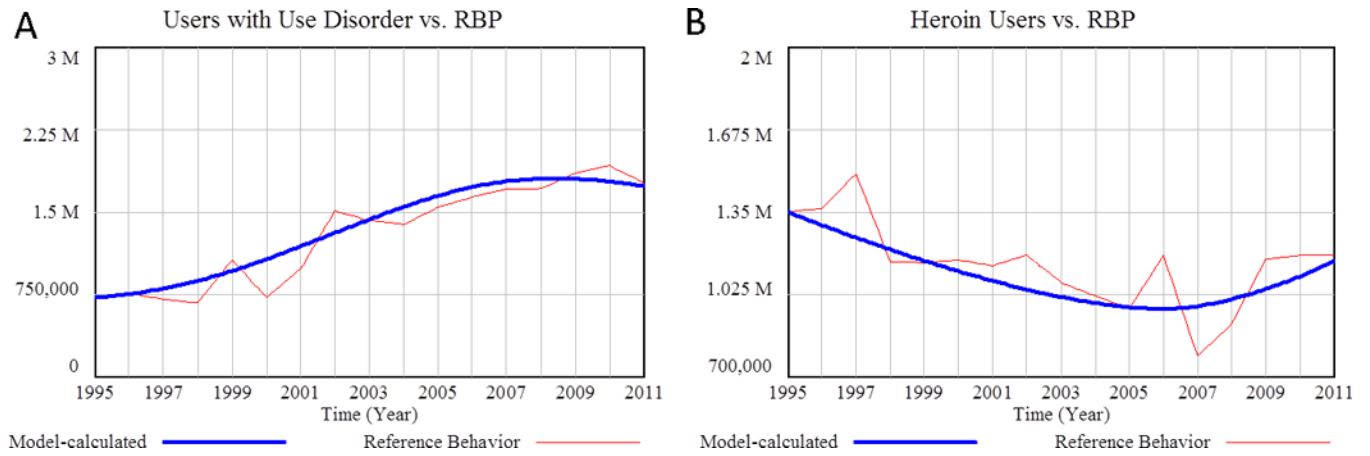 A
Users with Use Disorder vs. RBP
3 M
2.25 M
1.5 M
750,000
0
1995 1997 1999 2001 2003 2005 2007 2009 2011
Time (Year)
Model-calculated
Reference Behavior
B
Heroin Users vs. RBP
2 M
1.675 M
1.35 M
1.025 M
700,000
1995 1997 1999 2001 2003 2005 2007 2009 2011
Time (Year)
Model-calculated
Reference Behavior